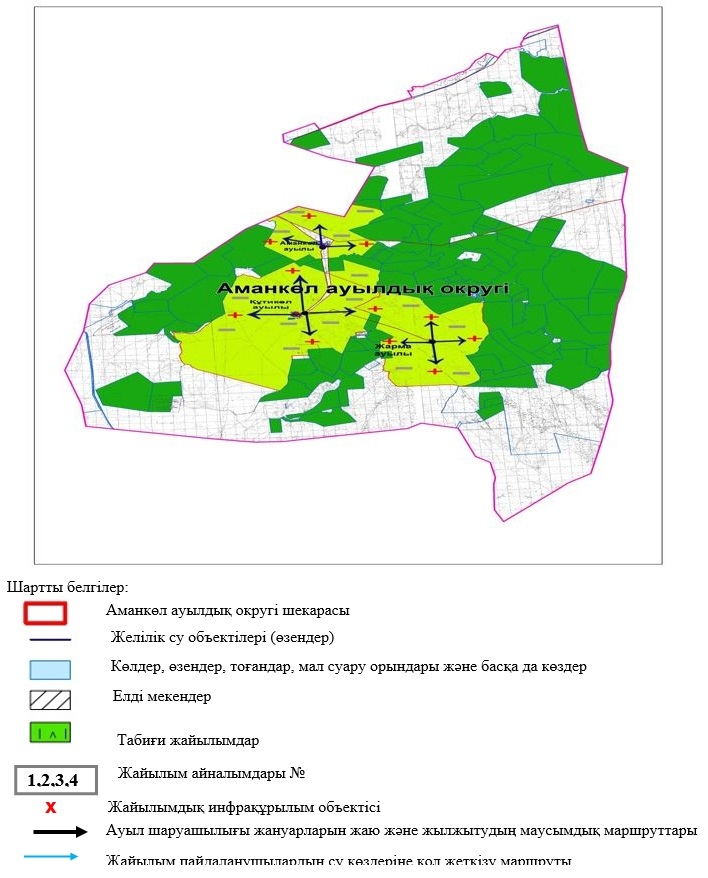 Аманкөл
ауылы
Аманкөл ауылдық округі
Құтикөл
ауылы
Жарма
ауылы
Шартты белгілер:
Аманкөл ауылдық округі шекарасы
Желілік су объектілері (өзендер)
Көлдер, өзендер, тоғандар, мал суару орындары және басқа да көздер
Елді мекендер
Табиғи жайылымдар
1,2,3,4 Жайылым айналымдары №
х Жайылымдық инфрақұрылым объектісі
Ауыл шаруашылығы жануарларын жаю және жылжытудың маусымдық маршруттары
Жайылым пайдаланушылардың су көздеріне қол жеткізу маршруты